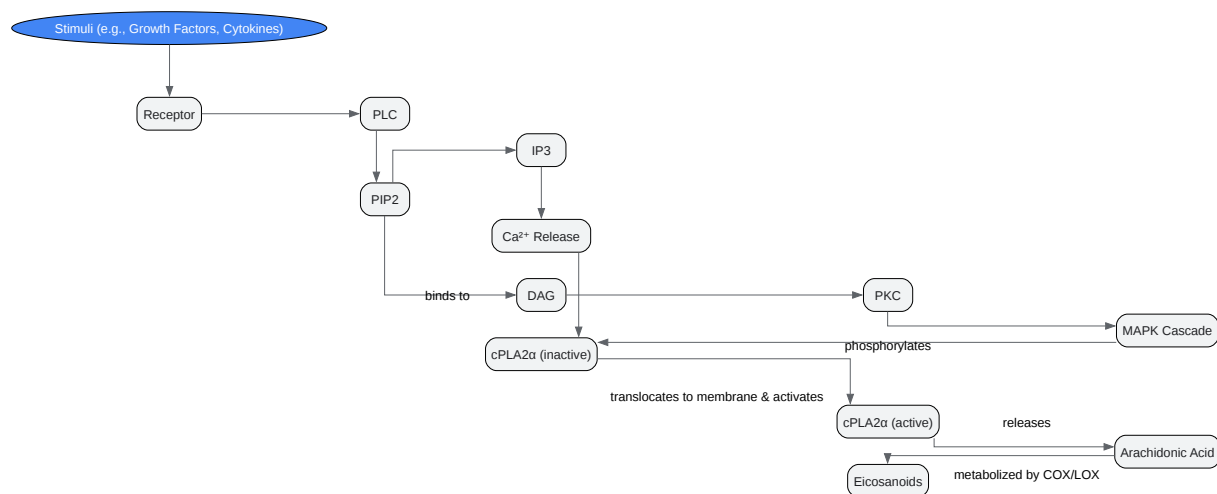 Stimuli (e.g., Growth Factors, Cytokines)
Receptor
PLC
IP3
PIP2
Ca²⁺ Release
binds to
DAG
PKC
MAPK Cascade
phosphorylates
cPLA2α (inactive)
translocates to membrane & activates
cPLA2α (active)
releases
Arachidonic Acid
metabolized by COX/LOX
Eicosanoids